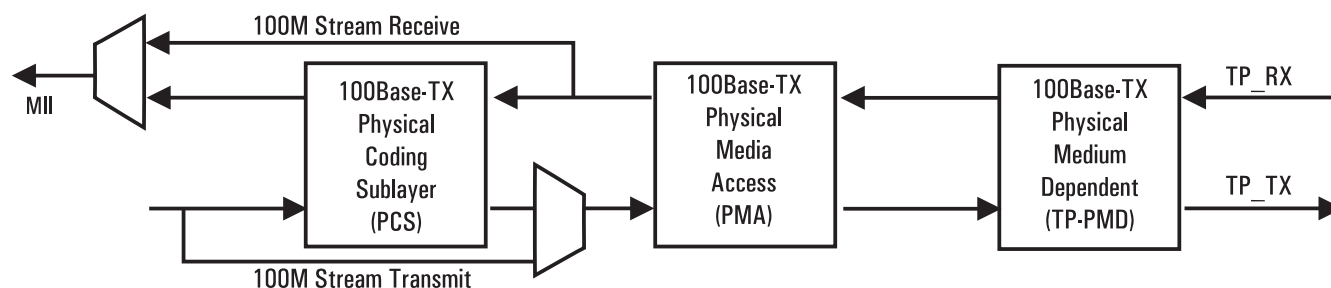 100M Stream Receive
MII
100Base-TX
Physical
Coding
Sublayer
(PCS)
100Base-TX
Physical
Media
Access
(PMA)
100Base-TX
Physical
Medium
Dependent
(TP-PMD)
TP_RX
TP_TX
100M Stream Transmit